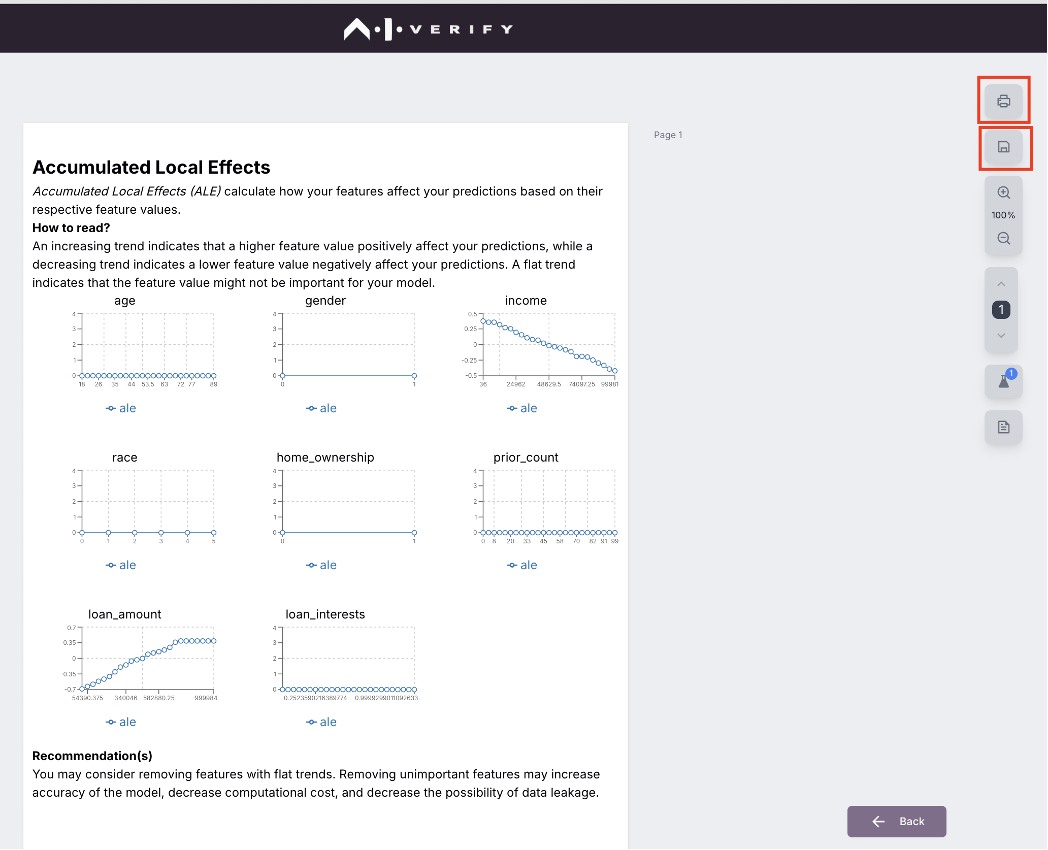 A.I.VERIFY
Page 1
Accumulated Local Effects
Accumulated Local Effects (ALE) calculate how your features affect your predictions based on their
respective feature values.
How to read?
An increasing trend indicates that a higher feature value positively affect your predictions, while a
decreasing trend indicates a lower feature value negatively affect your predictions. A flat trend
indicates that the feature value might not be important for your model.
100%
1
1
age gender income
4 4 0.5
3 3 0.25
2 2 0
1 1 -0.25
0 0 -0.5
18 26 35 44 53.5 63 72 77 89 0 1 36 24962 48629.5 74097.25 99981
ale ale ale
race home_ownership prior_count
4 4 4
3 3 3
2 2 2
1 1 1
0 0 0
0 1 2 3 4 5 0 1 0 8 20 33 45 58 70 82 91 99
ale ale ale
loan_amount loan_interests
0.7 4
0.35 3
0 2
-0.35 1
-0.7 0
54390.375 340046 582880.25 999984
ale ale
Recommendation(s)
You may consider removing features with flat trends. Removing unimportant features may increase
accuracy of the model, decrease computational cost, and decrease the possibility of data leakage.
Back